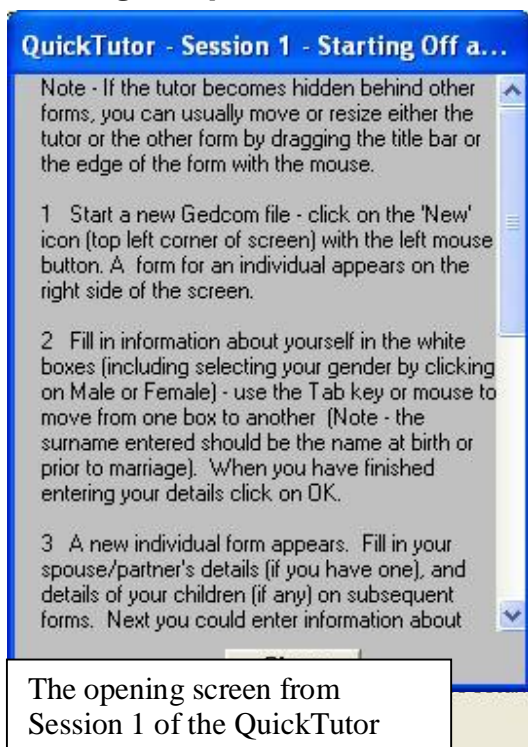 QuickTutor - Session 1 - Starting Off a...
Note - If the tutor becomes hidden behind other
forms, you can usually move or resize either the
tutor or the other form by dragging the title bar or
the edge of the form with the mouse.
1 Start a new Gedcom file - click on the 'New'
icon (top left corner of screen) with the left mouse
button. A form for an individual appears on the
right side of the screen.
2 Fill in information about yourself in the white
boxes (including selecting your gender by clicking
on Male or Female) - use the Tab key or mouse to
move from one box to another (Note - the
surname entered should be the name at birth or
prior to marriage). When you have finished
entering your details click on OK.
3 A new individual form appears. Fill in your
spouse/partner's details (if you have one), and
details of your children (if any) on subsequent
forms. Next you could enter information about
The opening screen from
Session 1 of the QuickTutor